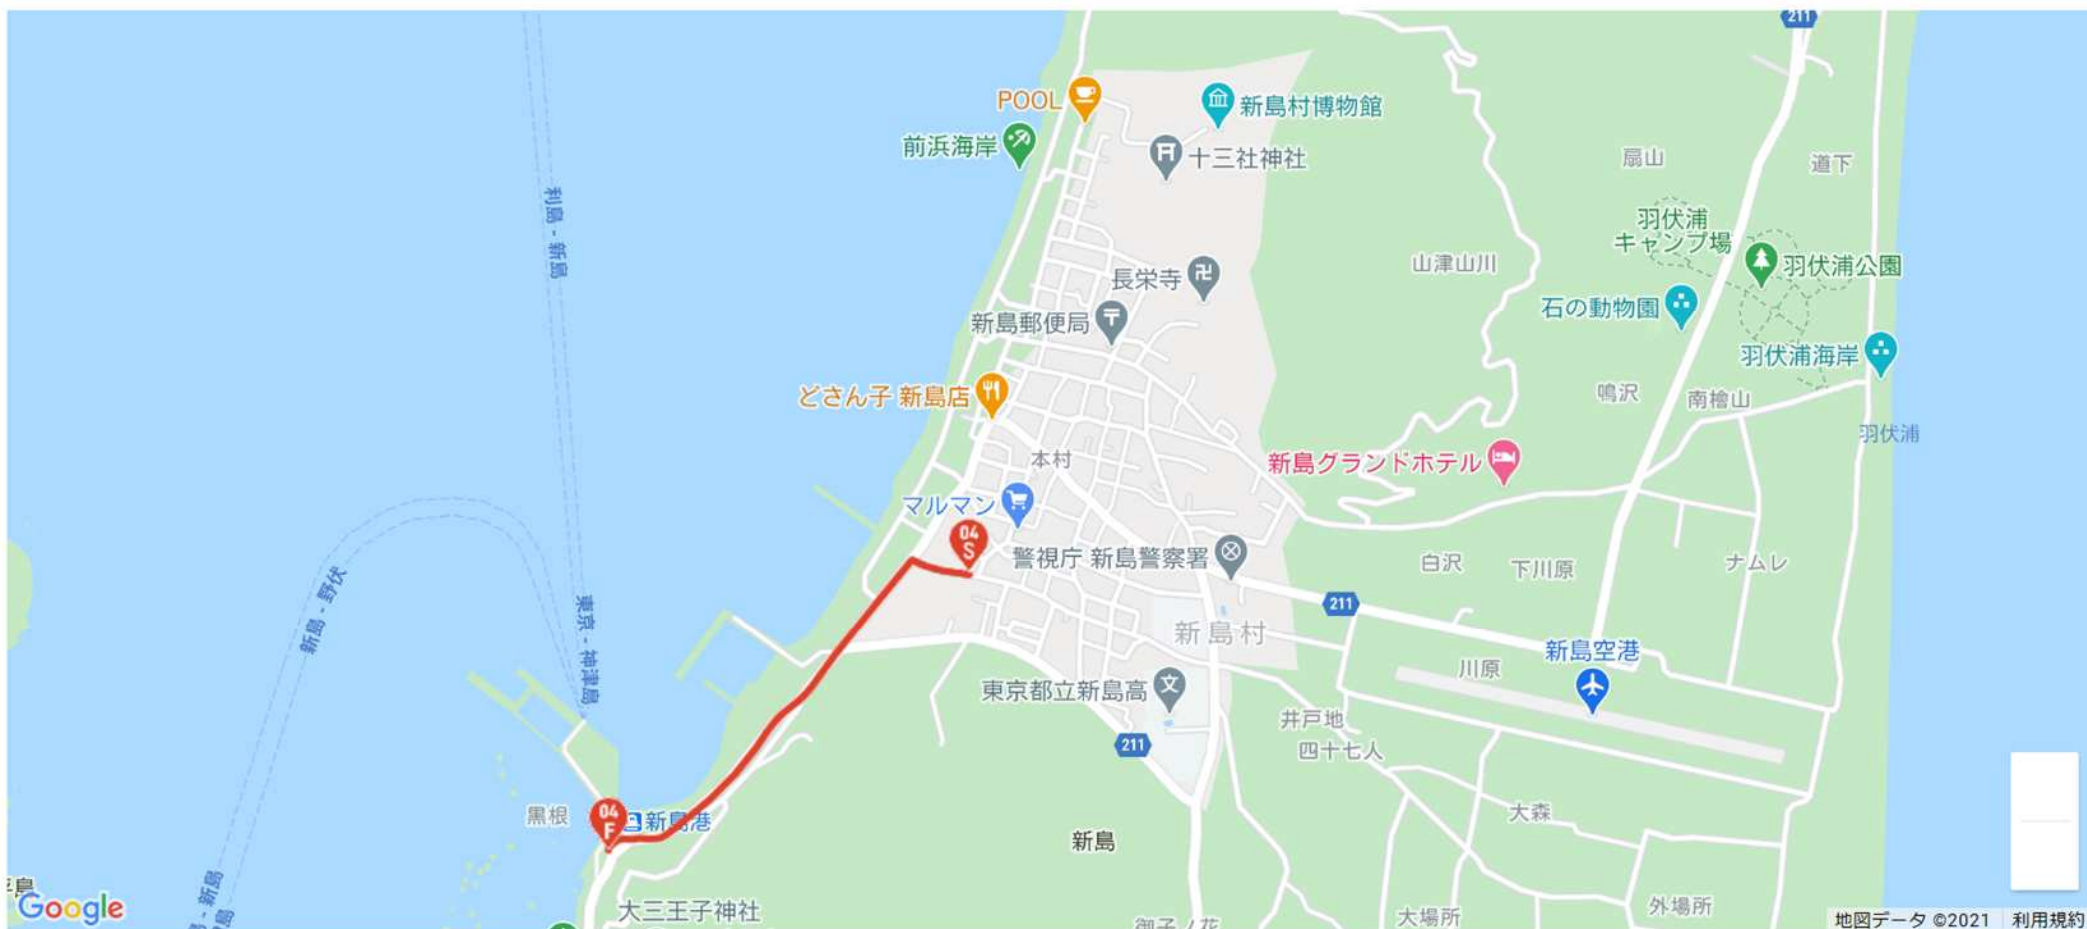 211
POOL
新島村博物館
前浜海岸
十三社神社
扇山
道下
利島 - 新島
羽伏浦
キャンプ場
山津山川
羽伏浦公園
長栄寺
石の動物園
新島郵便局
羽伏浦海岸
どさん子 新島店
鳴沢
南檜山
羽伏浦
本村
新島グランドホテル
マルマン
04
S
警視庁 新島警察署
白沢
下川原
ナムレ
新島 - 野伏
東京 - 神津島
211
新島村
新島空港
川原
東京都立新島高
井戸地
211
四十七人
黒根
04
F
新島港
大森
新島
Google
大三王子神社
大場所
外場所
地図データ ©2021
利用規約